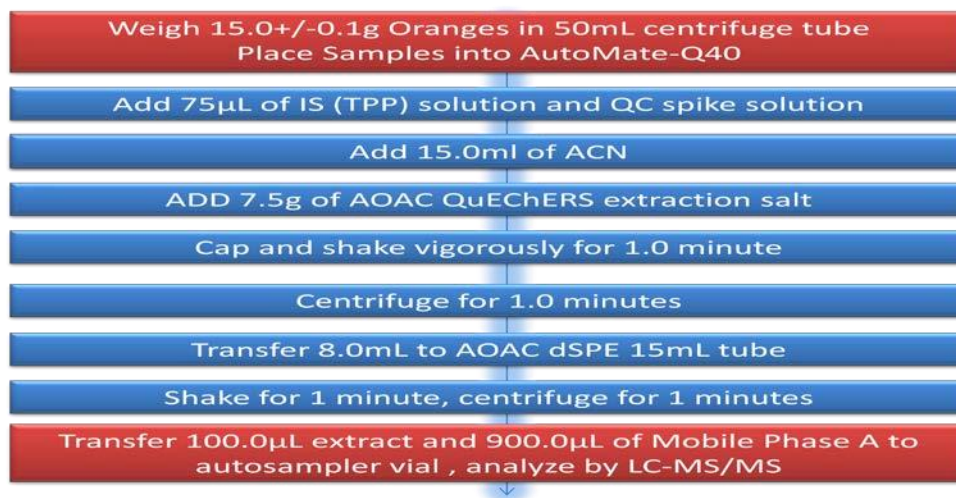 Weigh 15.0+/-0.1g Oranges in 50mL centrifuge tube
Place Samples into AutoMate-Q40
Add 75µL of IS (TPP) solution and QC spike solution
Add 15.0ml of ACN
ADD 7.5g of AOAC QuEChERS extraction salt
Cap and shake vigorously for 1.0 minute
Centrifuge for 1.0 minutes
Transfer 8.0mL to AOAC dSPE 15mL tube
Shake for 1 minute, centrifuge for 1 minutes
Transfer 100.0µL extract and 900.0µL of Mobile Phase A to
autosampler vial , analyze by LC-MS/MS